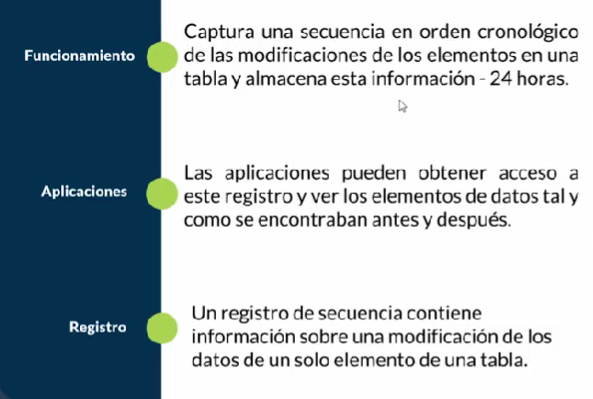 Funcionamiento
Captura una secuencia en orden cronológico
de las modificaciones de los elementos en una
tabla y almacena esta información - 24 horas.
Aplicaciones
Las aplicaciones pueden obtener acceso a
este registro y ver los elementos de datos tal y
como se encontraban antes y después.
Registro
Un registro de secuencia contiene
información sobre una modificación de los
datos de un solo elemento de una tabla.